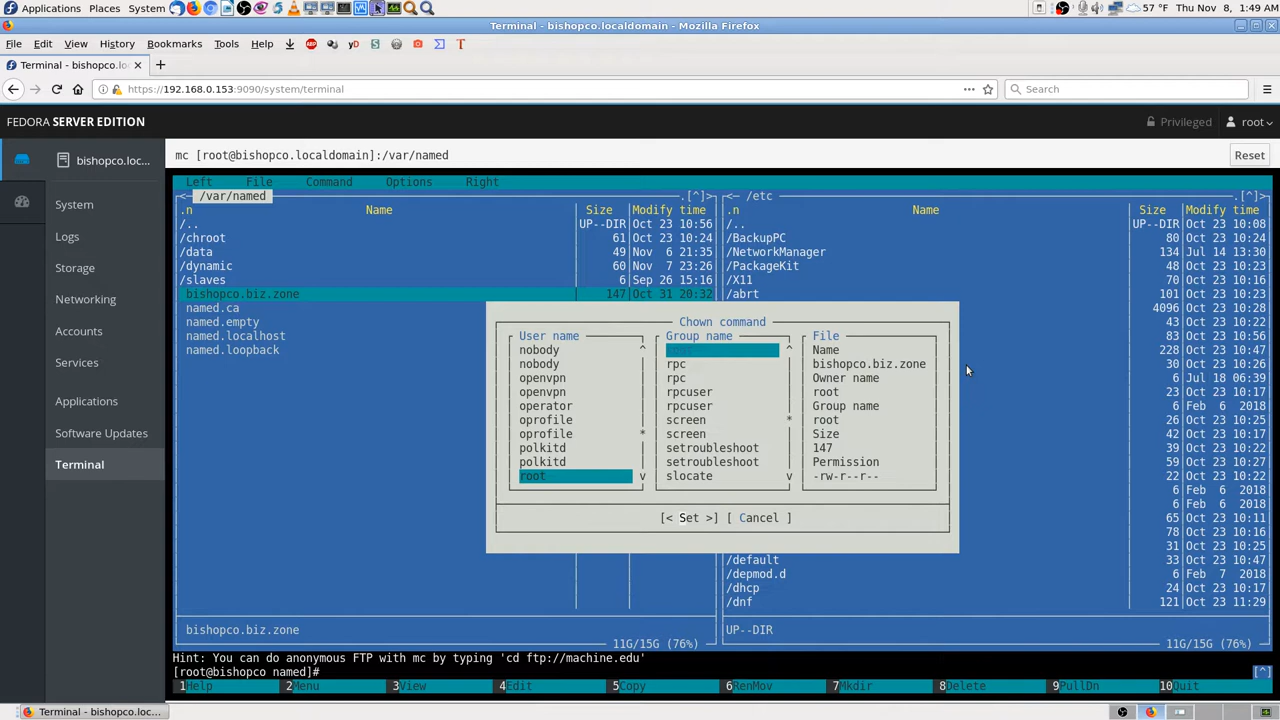 Applications Places System 57 °F Thu Nov 8, 1:49 AM
Terminal - bishopco.localdomain - Mozilla Firefox
File Edit View History Bookmarks Tools Help
Terminal - bishopco.loc
https://192.168.0.153:9090/system/terminal Search
FEDORA SERVER EDITION Privileged root
bishopco.loc...
System
Logs
Storage
Networking
Accounts
Services
Applications
Software Updates
Terminal
mc [root@bishopco.localdomain]:/var/named Reset
Left File Command Options Right
<- /var/named .[^]> <- /etc .[^]>
.n Name Size Modify time .n Name Size Modify time
/.. UP--DIR Oct 23 10:56 /.. UP--DIR Oct 23 10:08
/chroot 61 Oct 23 10:24 /BackupPC 80 Oct 23 10:24
/data 49 Nov 6 21:35 /NetworkManager 134 Jul 14 13:30
/dynamic 60 Nov 7 23:26 /PackageKit 48 Oct 23 10:23
/slaves 6 Sep 26 15:16 /X11 70 Oct 23 10:23
bishopco.biz.zone 147 Oct 31 20:32 /abrt 101 Oct 23 10:23
named.ca 4096 Oct 23 10:28
named.empty 43 Oct 23 10:22
named.localhost 83 Oct 23 10:56
named.loopback 228 Oct 23 10:47
30 Oct 23 10:26
6 Jul 18 06:39
23 Oct 23 10:17
6 Feb 6 2018
26 Oct 23 10:25
42 Oct 23 10:17
39 Oct 23 10:22
59 Oct 23 10:17
22 Oct 23 10:22
6 Feb 6 2018
6 Feb 6 2018
65 Oct 23 10:11
78 Oct 23 10:16
31 Oct 23 10:25
/default 33 Oct 23 10:47
/depmod.d 6 Feb 7 2018
/dhcp 24 Oct 23 10:17
/dnf 121 Oct 23 11:29
Chown command
User name Group name File
nobody ^ ^ Name
nobody rpc bishopco.biz.zone
openvpn rpc Owner name
openvpn rpcuser root
operator rpcuser Group name
oprofile screen * root
oprofile * screen Size
polkitd setroubleshoot 147
polkitd setroubleshoot Permission
root v slocate v -rw-r--r--
[< Set >] [ Cancel ]
bishopco.biz.zone UP--DIR
11G/15G (76%) 11G/15G (76%)
Hint: You can do anonymous FTP with mc by typing 'cd ftp://machine.edu'
[root@bishopco named]# [^]
1Help 2Menu 3View 4Edit 5Copy 6RenMov 7Mkdir 8Delete 9PullDn 10Quit
Terminal - bishopco.loc...